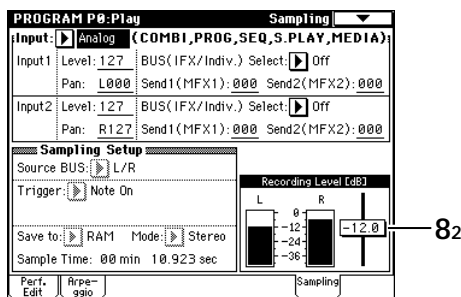 PROGRAM P0:Play Sampling
Input: Analog (COMBI,PROG,SEQ,S.PLAY,MEDIA):
Input1 Level: 127 BUS(IFX/Indiv.) Select: Off
Pan: L000 Send1(MFX1): 000 Send2(MFX2): 000
Input2 Level: 127 BUS(IFX/Indiv.) Select: Off
Pan: R127 Send1(MFX1): 000 Send2(MFX2): 000
Sampling Setup
Source BUS: L/R
Trigger: Note On
Save to: RAM Mode: Stereo
Sample Time: 00 min 10.923 sec
Recording Level [dB]
L R
0
-12
-24
-36
-12.0
82
Perf. Edit
Arpe- ggio
Sampling